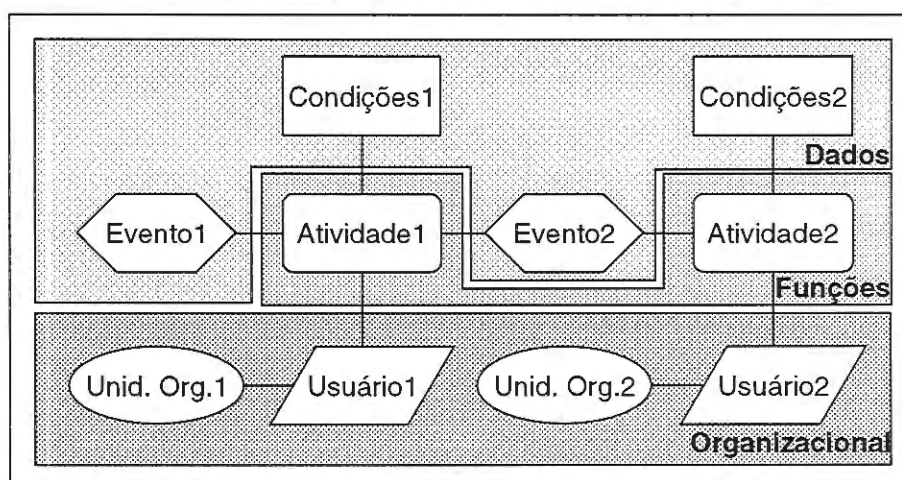 Condições1
Condições2
Dados
Evento1
Atividade1
Evento2
Atividade2
Funções
Unid. Org.1
Usuário1
Unid. Org.2
Usuário2
Organizacional